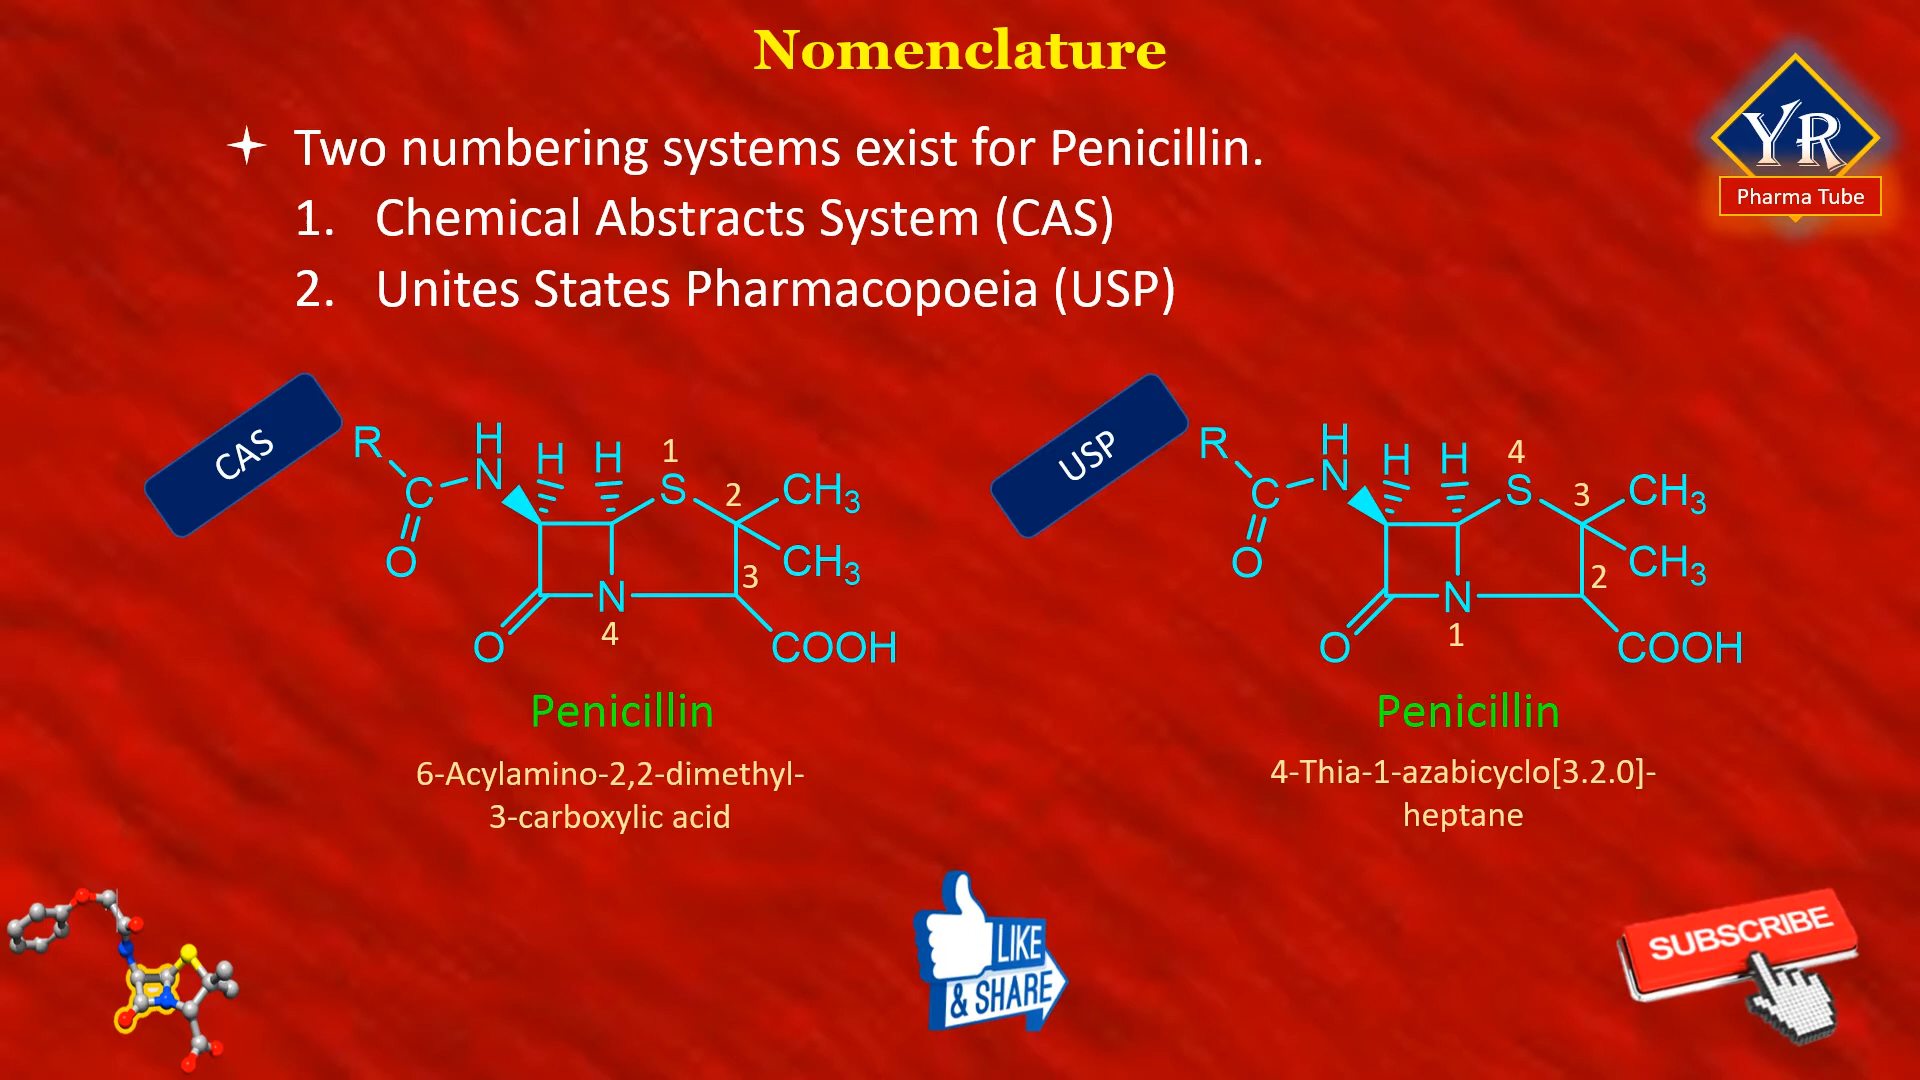 Nomenclature
YR
Pharma Tube
Two numbering systems exist for Penicillin.
1. Chemical Abstracts System (CAS)
2. Unites States Pharmacopoeia (USP)
CAS
R
H
N
H
H
1
S
2
CH3
C
O
CH3
3
N
4
O
COOH
Penicillin
6-Acylamino-2,2-dimethyl-
3-carboxylic acid
USP
R
H
N
H
H
4
S
3
CH3
C
O
CH3
2
N
1
O
COOH
Penicillin
4-Thia-1-azabicyclo[3.2.0]-
heptane
LIKE
& SHARE
SUBSCRIBE